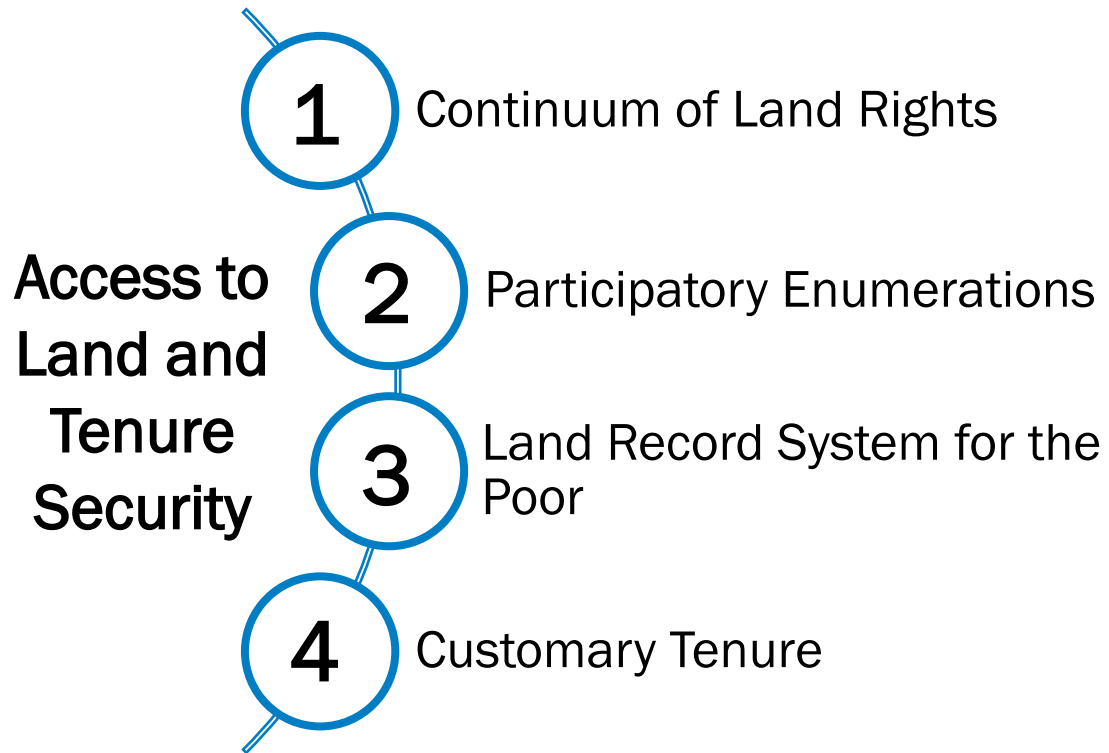 Access to
Land and
Tenure
Security
1
Continuum of Land Rights
2
Participatory Enumerations
3
Land Record System for the
Poor
4
Customary Tenure